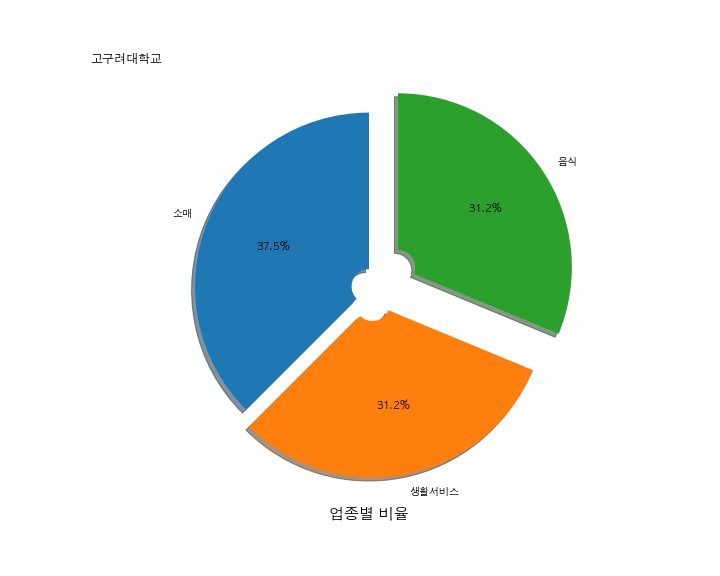 고구려대학교
음식
31.2%
소매
37.5%
31.2%
생활서비스
업종별 비율